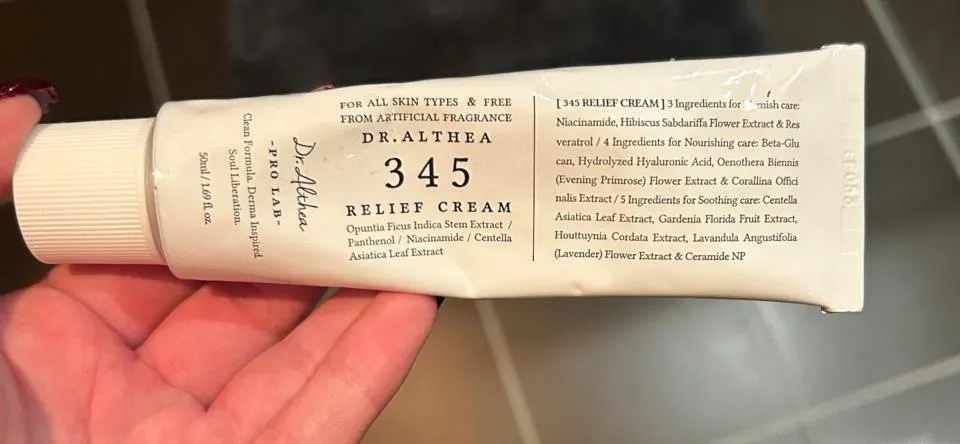 Clean Formula. Derma Inspired
Soul Liberation.
50ml / 1.69 fl. oz.
Dr. Althea
- PRO LAB -
FOR ALL SKIN TYPES & FREE
FROM ARTIFICIAL FRAGRANCE
DR.ALTHEA
345
RELIEF CREAM
Opuntia Ficus Indica Stem Extract /
Panthenol / Niacinamide / Centella
Asiatica Leaf Extract
[ 345 RELIEF CREAM ] 3 Ingredients for care:
Niacinamide, Hibiscus Sabdariffa Flower Extract & Res
veratrol / 4 Ingredients for Nourishing care: Beta-Glu
can, Hydrolyzed Hyaluronic Acid, Oenothera Biennis
(Evening Primrose) Flower Extract & Corallina Offici
nalis Extract / 5 Ingredients for Soothing care: Centella
Asiatica Leaf Extract, Gardenia Florida Fruit Extract,
Houttuynia Cordata Extract, Lavandula Angustifolia
(Lavender) Flower Extract & Ceramide NP